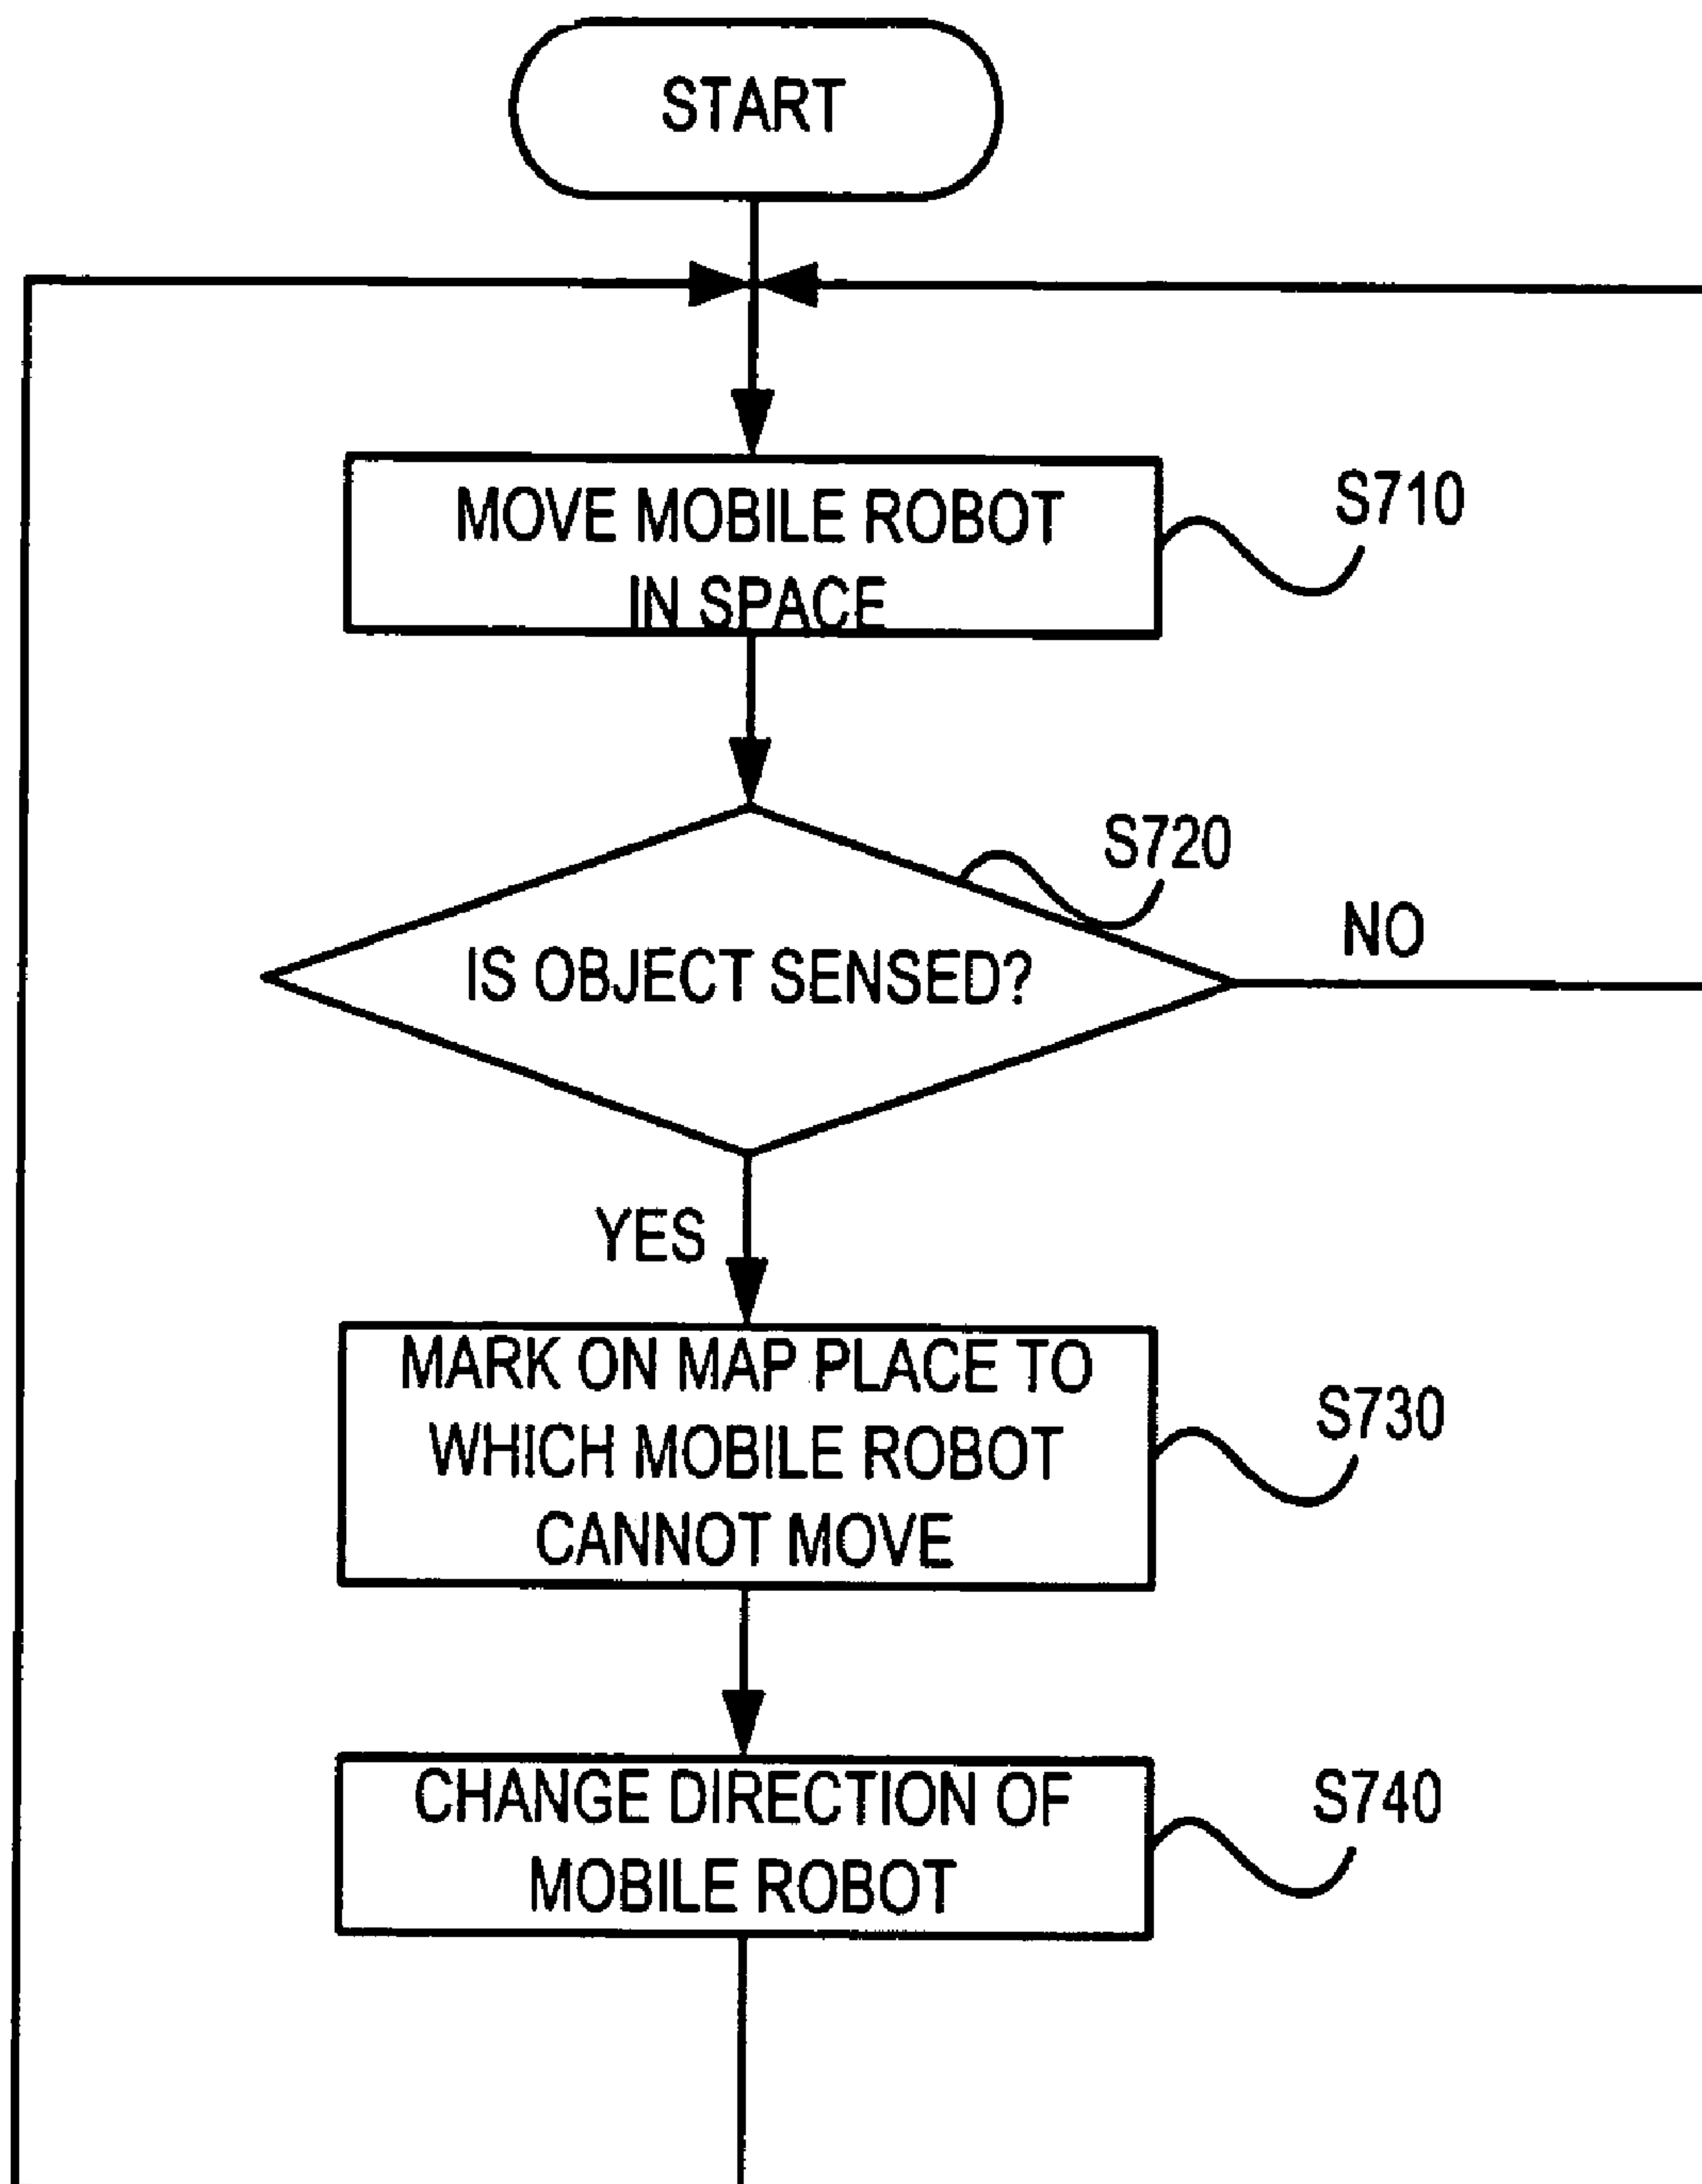 START
MOVE MOBILE ROBOT
IN SPACE
S710
S720
IS OBJECT SENSED?
NO
YES
MARK ON MAP PLACE TO
WHICH MOBILE ROBOT
CANNOT MOVE
S730
CHANGE DIRECTION OF
MOBILE ROBOT
S740